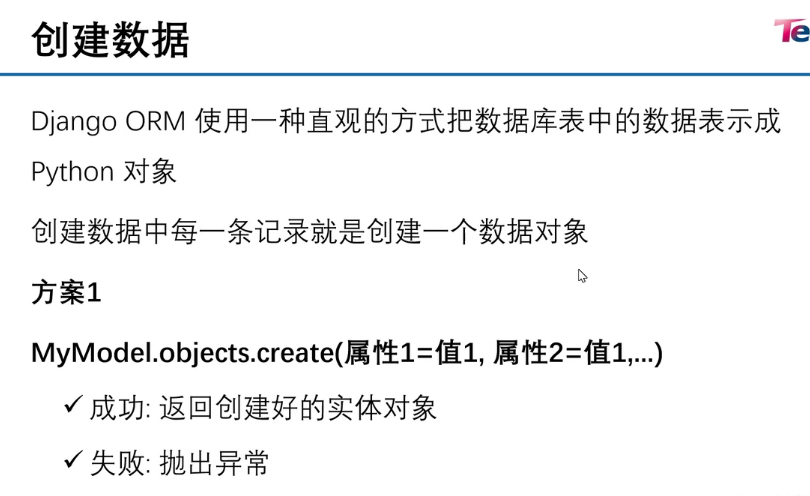 创建数据
Te
Django ORM 使用一种直观的方式把数据库表中的数据表示成
Python 对象
创建数据中每一条记录就是创建一个数据对象
方案1
MyModel.objects.create(属性1=值1, 属性2=值1,...)
✓ 成功: 返回创建好的实体对象
✓ 失败: 抛出异常